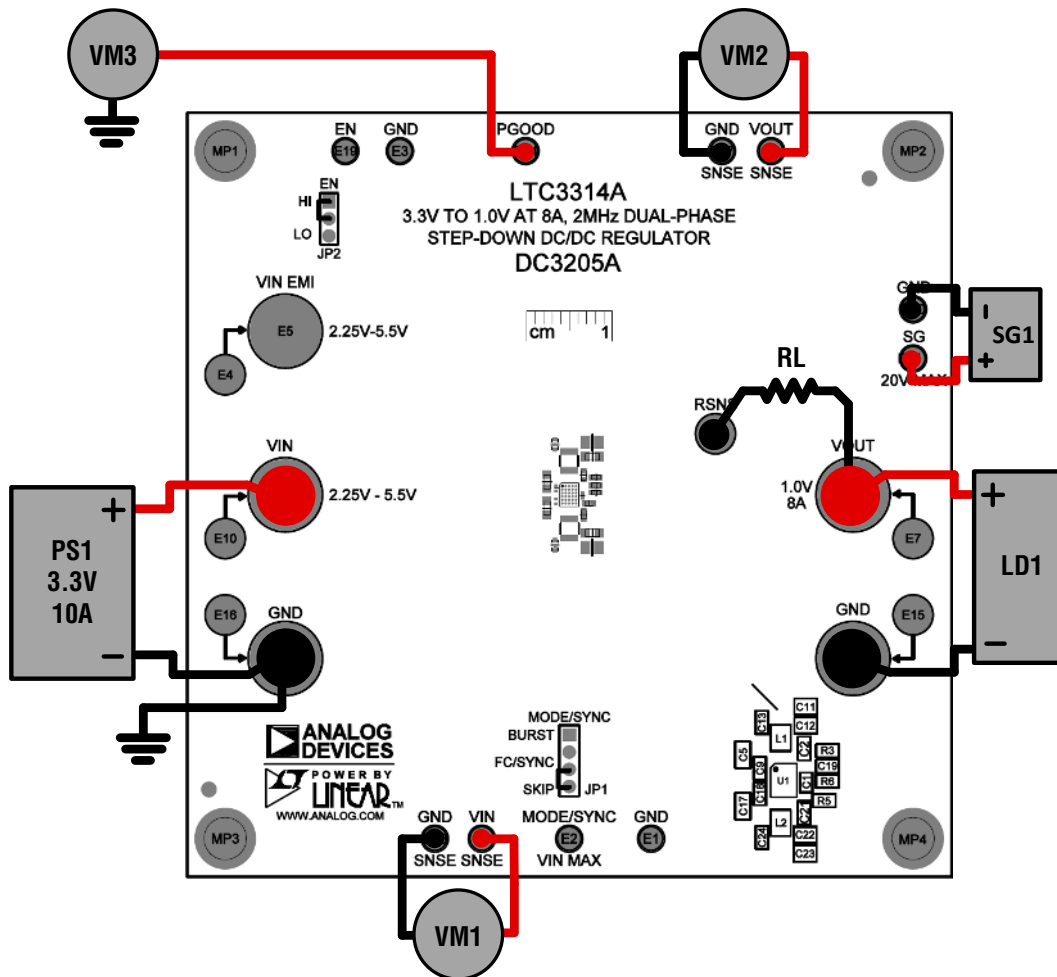 VM3
VM2
EN
GND
PGOOD
GND
VOUT
MP1
E19
E3
SNSE
SNSE
MP2
LTC3314A
3.3V TO 1.0V AT 8A, 2MHz DUAL-PHASE
STEP-DOWN DC/DC REGULATOR
DC3205A
EN
HI
LO
JP2
VIN EMI
E5
2.25V-5.5V
E4
cm 1
SG
SG1
RL
VIN
2.25V - 5.5V
E10
VOUT
1.0V
8A
E7
PS1
3.3V
10A
+
−
LD1
+
−
E16
GND
GND
E15
ANALOG
DEVICES
POWER BY
LINEAR™
WWW.ANALOG.COM
MODE/SYNC
BURST
FC/SYNC
SKIP
JP1
C11
C13
C12
L1
C2
R3
C5
C9
C19
U1
C1
R6
C17
R5
C21
L2
C22
C24
C23
MP3
GND
VIN
MODE/SYNC
GND
SNSE
SNSE
E2
E1
VIN MAX
MP4
VM1